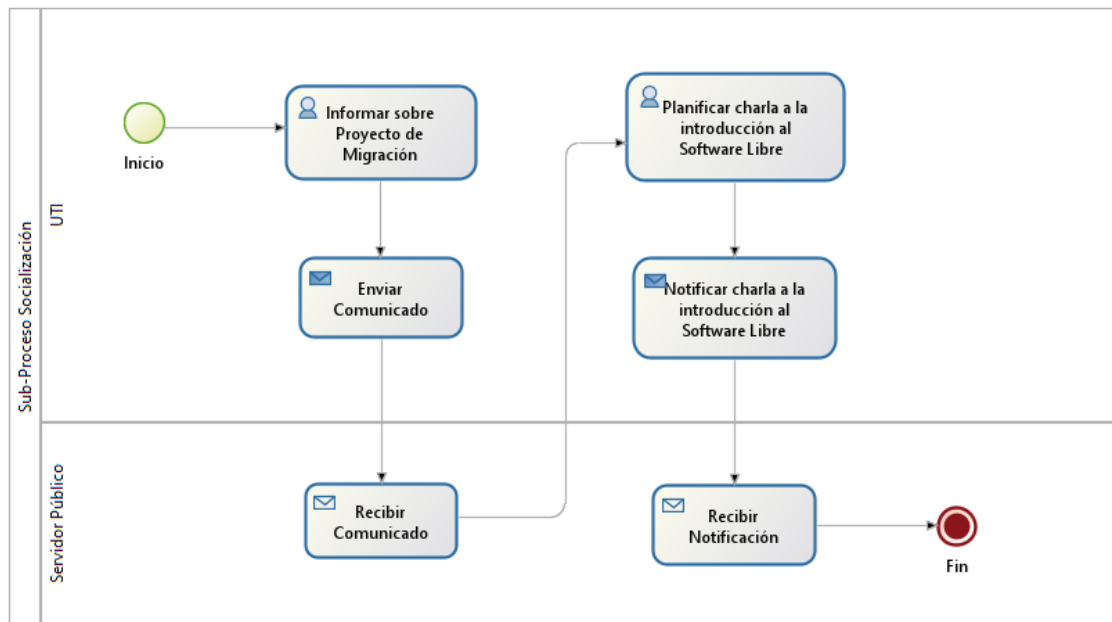 Sub-Proceso Socialización
UTI
Inicio
Informar sobre
Proyecto de
Migración
Enviar
Comunicado
Planificar charla a la
introducción al
Software Libre
Notificar charla a la
introducción al
Software Libre
Servidor Público
Recibir
Comunicado
Recibir
Notificación
Fin